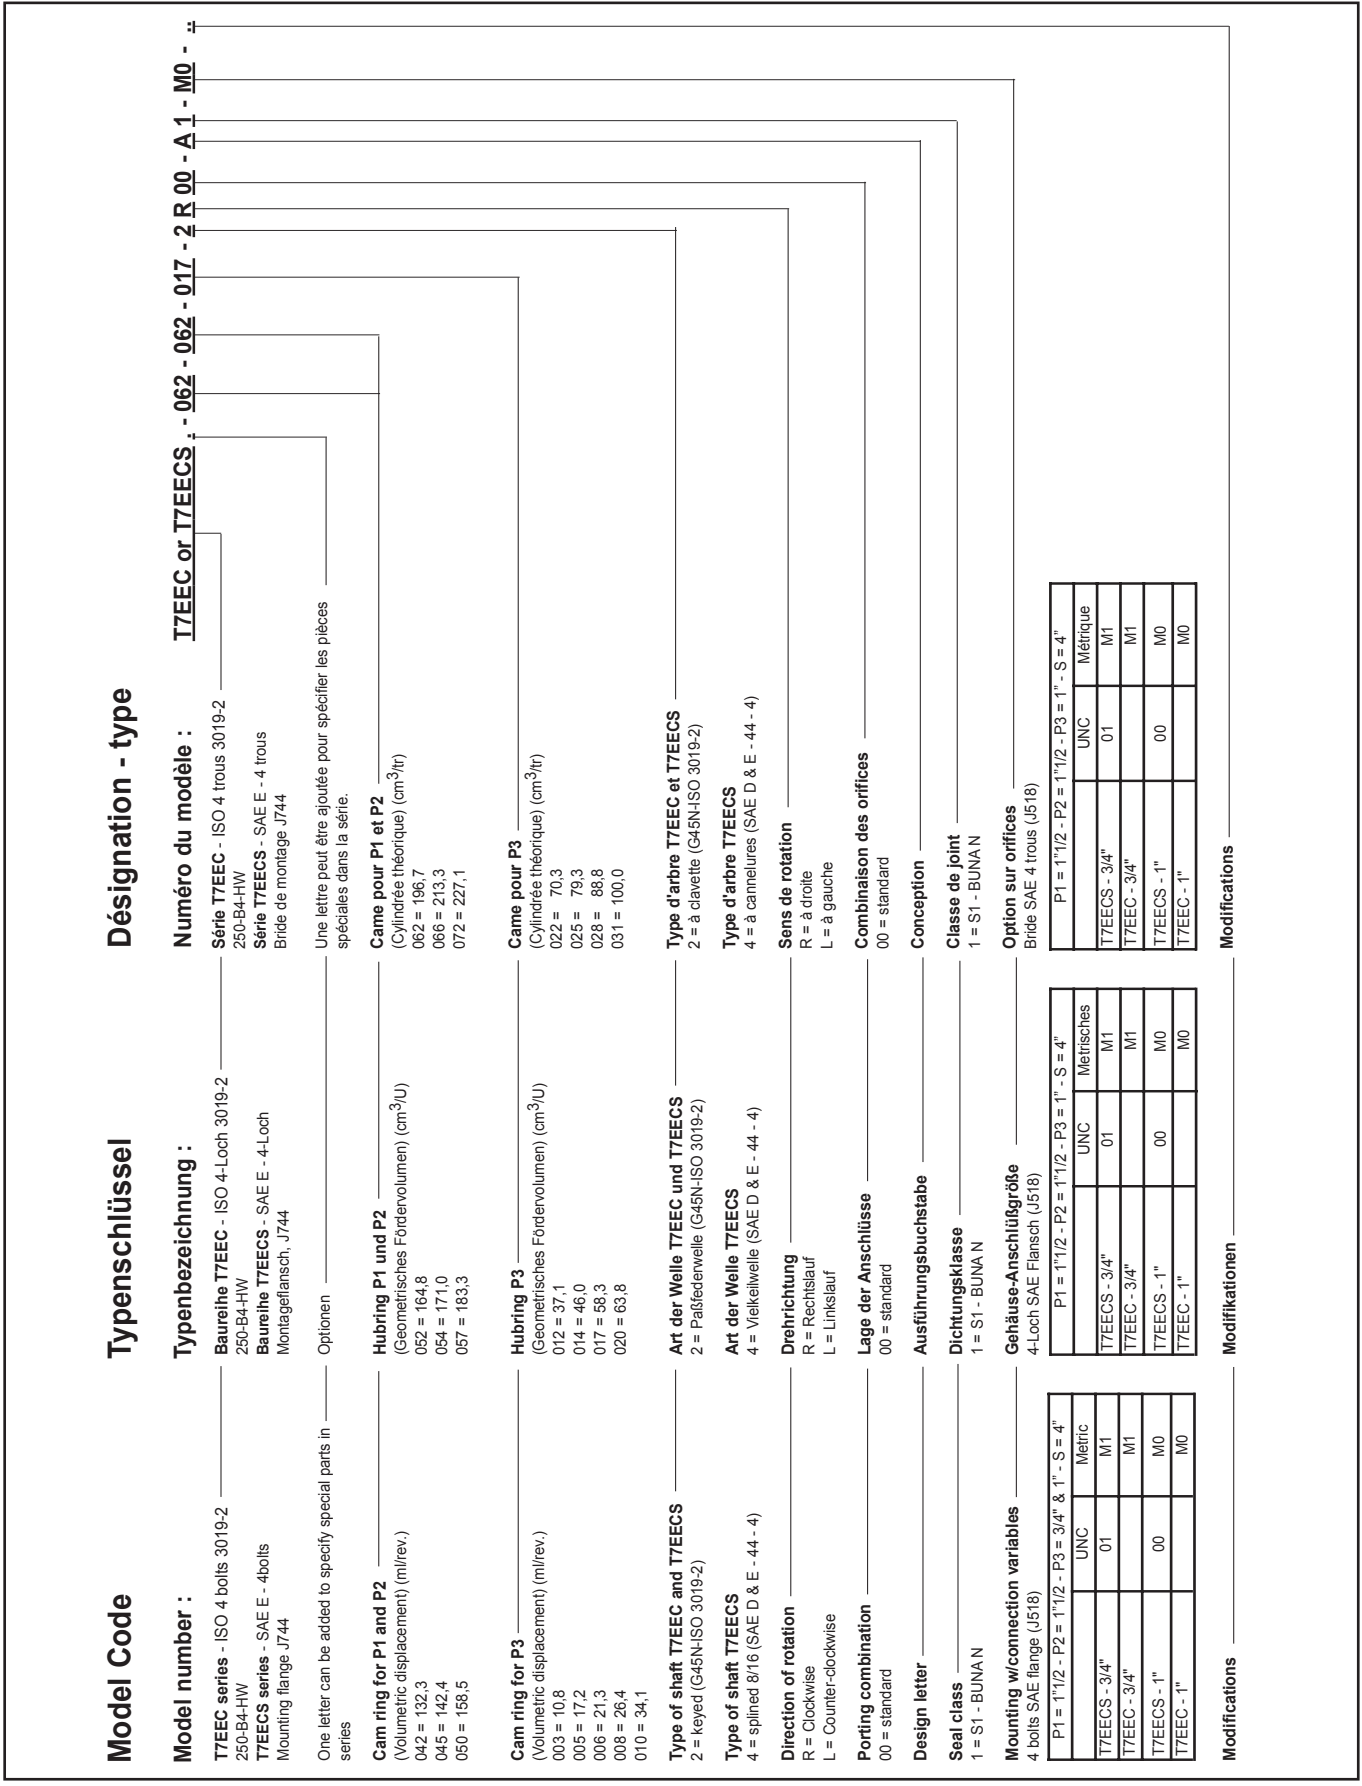 Model Code
Typenschlüssel
Désignation - type
Model number :
Typenbezeichnung :
Numéro du modèle :
T7EEC or T7EECS . - 062 - 062 - 017 - 2 R 00 - A 1 - M0 - ..
T7EEC series - ISO 4 bolts 3019-2
250-B4-HW
T7EECS series - SAE E - 4bolts
Mounting flange J744
Baureihe T7EEC - ISO 4-Loch 3019-2
250-B4-HW
Baureihe T7EECS - SAE E - 4-Loch
Montageflansch, J744
Série T7EEC - ISO 4 trous 3019-2
250-B4-HW
Série T7EECS - SAE E - 4 trous
Bride de montage J744
One letter can be added to specify special parts in
series
Optionen
Une lettre peut être ajoutée pour spécifier les pièces
spéciales dans la série.
Cam ring for P1 and P2
(Volumetric displacement) (ml/rev.)
042 = 132,3
045 = 142,4
050 = 158,5
Hubring P1 und P2
(Geometrisches Fördervolumen) (cm³/U)
052 = 164,8
054 = 171,0
057 = 183,3
Came pour P1 et P2
(Cylindrée théorique) (cm³/tr)
062 = 196,7
066 = 213,3
072 = 227,1
Cam ring for P3
(Volumetric displacement) (ml/rev.)
003 = 10,8
005 = 17,2
006 = 21,3
008 = 26,4
010 = 34,1
Hubring P3
(Geometrisches Fördervolumen) (cm³/U)
012 = 37,1
014 = 46,0
017 = 58,3
020 = 63,8
Came pour P3
(Cylindrée théorique) (cm³/tr)
022 = 70,3
025 = 79,3
028 = 88,8
031 = 100,0
Type of shaft T7EEC and T7EECS
2 = keyed (G45N-ISO 3019-2)
Art der Welle T7EEC und T7EECS
2 = Paßfederwelle (G45N-ISO 3019-2)
Type d'arbre T7EEC et T7EECS
2 = à clavette (G45N-ISO 3019-2)
Type of shaft T7EECS
4 = splined 8/16 (SAE D & E - 44 - 4)
Art der Welle T7EECS
4 = Vielkeilwelle (SAE D & E - 44 - 4)
Type d'arbre T7EECS
4 = à cannelures (SAE D & E - 44 - 4)
Direction of rotation
R = Clockwise
L = Counter-clockwise
Drehrichtung
R = Rechtslauf
L = Linkslauf
Sens de rotation
R = à droite
L = à gauche
Porting combination
00 = standard
Lage der Anschlüsse
00 = standard
Combinaison des orifices
00 = standard
Design letter
Ausführungsbuchstabe
Conception
Seal class
1 = S1 - BUNA N
Dichtungsklasse
1 = S1 - BUNA N
Classe de joint
1 = S1 - BUNA N
Mounting w/connection variables
4 bolts SAE flange (J518)
P1 = 1"1/2 - P2 = 1"1/2 - P3 = 3/4" & 1" - S = 4"
UNC Metric
T7EECS - 3/4" 01 M1
T7EEC - 3/4" M1
T7EECS - 1" 00 M0
T7EEC - 1" M0
Gehäuse-Anschlüßgröße
4-Loch SAE Flansch (J518)
P1 = 1"1/2 - P2 = 1"1/2 - P3 = 1" - S = 4"
UNC Metrisches
T7EECS - 3/4" 01 M1
T7EEC - 3/4" M1
T7EECS - 1" 00 M0
T7EEC - 1" M0
Option sur orifices
Bride SAE 4 trous (J518)
P1 = 1"1/2 - P2 = 1"1/2 - P3 = 1" - S = 4"
UNC Métrique
T7EECS - 3/4" 01 M1
T7EEC - 3/4" M1
T7EECS - 1" 00 M0
T7EEC - 1" M0
Modifications
Modifikationen
Modifications